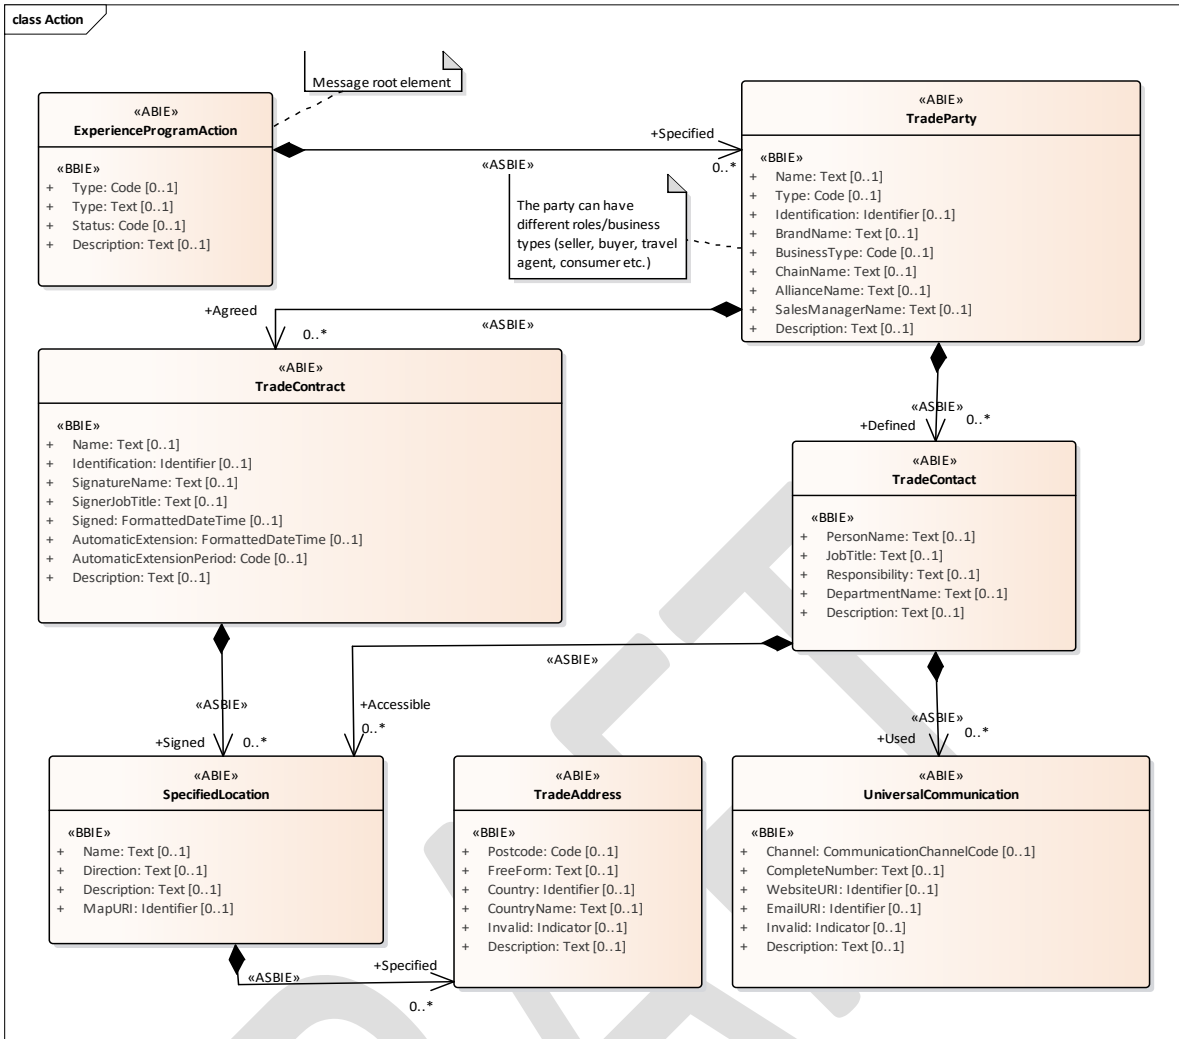 class Action
Message root element
«ABIE»
ExperienceProgramAction
«BBIE»
+ Type: Code [0..1]
+ Type: Text [0..1]
+ Status: Code [0..1]
+ Description: Text [0..1]
+Specified
0..*
«ASBIE»
«ABIE»
TradeParty
«BBIE»
+ Name: Text [0..1]
+ Type: Code [0..1]
+ Identification: Identifier [0..1]
+ BrandName: Text [0..1]
+ BusinessType: Code [0..1]
+ ChainName: Text [0..1]
+ AllianceName: Text [0..1]
+ SalesManagerName: Text [0..1]
+ Description: Text [0..1]
The party can have
different roles/business
types (seller, buyer, travel
agent, consumer etc.)
+Agreed
0..*
«ASBIE»
«ABIE»
TradeContract
«BBIE»
+ Name: Text [0..1]
+ Identification: Identifier [0..1]
+ SignatureName: Text [0..1]
+ SignerJobTitle: Text [0..1]
+ Signed: FormattedDateTime [0..1]
+ AutomaticExtension: FormattedDateTime [0..1]
+ AutomaticExtensionPeriod: Code [0..1]
+ Description: Text [0..1]
«ASBIE»
+Defined
0..*
«ABIE»
TradeContact
«BBIE»
+ PersonName: Text [0..1]
+ JobTitle: Text [0..1]
+ Responsibility: Text [0..1]
+ DepartmentName: Text [0..1]
+ Description: Text [0..1]
«ASBIE»
+Signed
0..*
«ASBIE»
+Accessible
0..*
«ASBIE»
+Used
0..*
«ABIE»
SpecifiedLocation
«BBIE»
+ Name: Text [0..1]
+ Direction: Text [0..1]
+ Description: Text [0..1]
+ MapURI: Identifier [0..1]
«ABIE»
TradeAddress
«BBIE»
+ Postcode: Code [0..1]
+ FreeForm: Text [0..1]
+ Country: Identifier [0..1]
+ CountryName: Text [0..1]
+ Invalid: Indicator [0..1]
+ Description: Text [0..1]
«ABIE»
UniversalCommunication
«BBIE»
+ Channel: CommunicationChannelCode [0..1]
+ CompleteNumber: Text [0..1]
+ WebsiteURI: Identifier [0..1]
+ EmailURI: Identifier [0..1]
+ Invalid: Indicator [0..1]
+ Description: Text [0..1]
«ASBIE»
+Specified
0..*